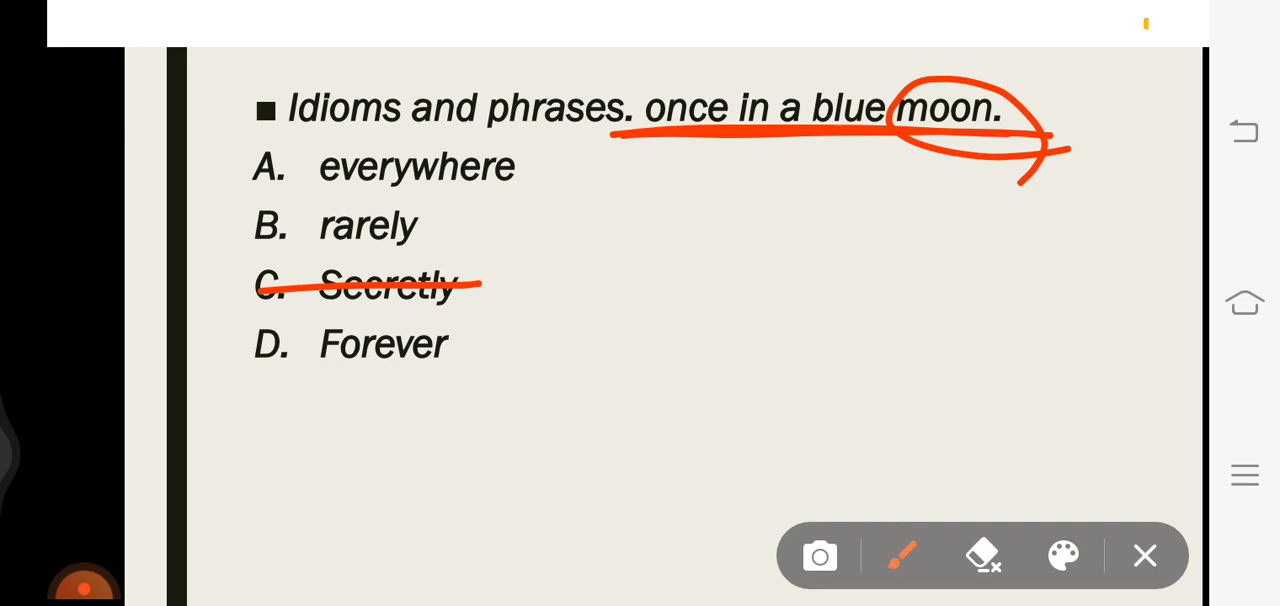 ■ Idioms and phrases. once in a blue moon.
A. everywhere
B. rarely
C. Secretly
D. Forever